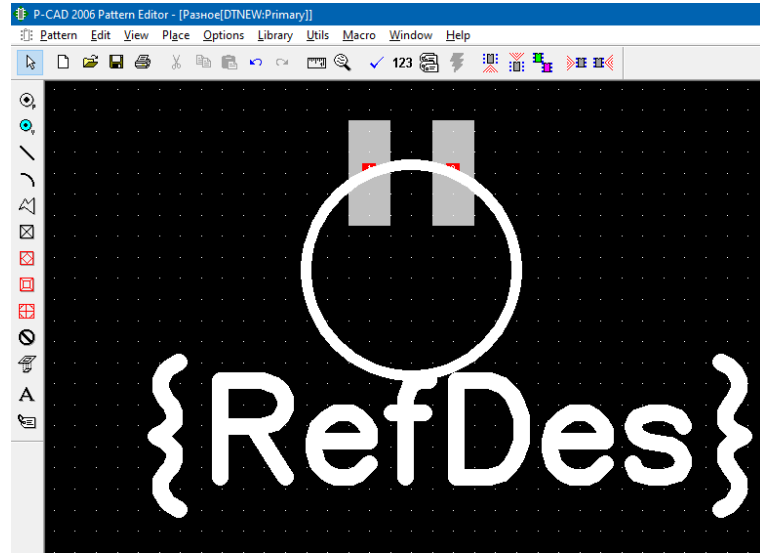 P-CAD 2006 Pattern Editor - [Разное[DTNEW:Primary]]
Pattern Edit View Place Options Library Utils Macro Window Help
123
A
{RefDes}